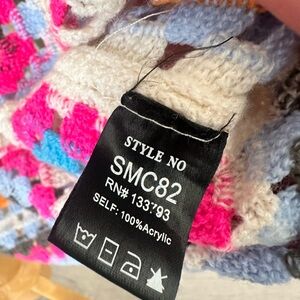 STYLE NO
SMC82
RN# 133793
SELF: 100%Acrylic